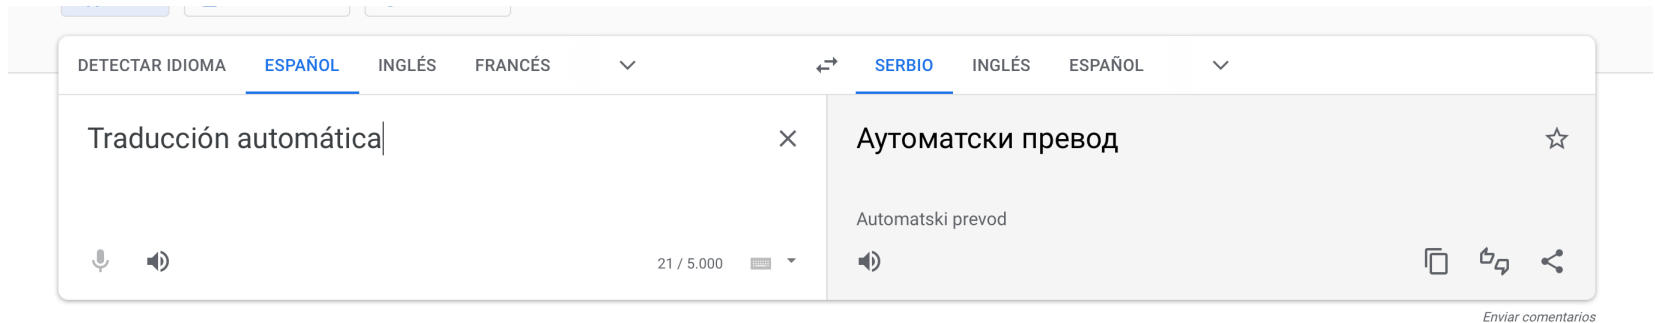 DETECTAR IDIOMA ESPAÑOL INGLÉS FRANCÉS SERBIO INGLÉS ESPAÑOL
Traducción automática
Аутоматски превод
Automatski prevod
21 / 5.000
Enviar comentarios